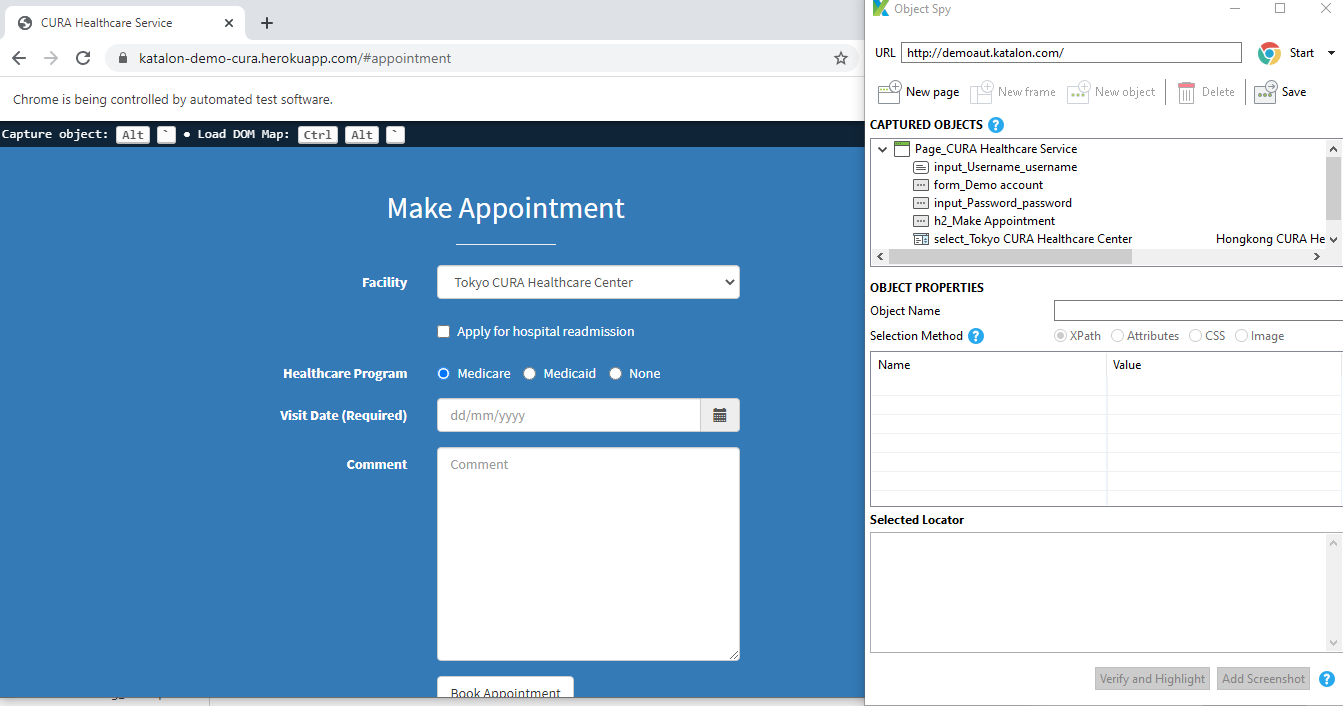 CURA Healthcare Service
katalon-demo-cura.herokuapp.com/#appointment
Chrome is being controlled by automated test software.
Capture object: Alt ` ● Load DOM Map: Ctrl Alt `
Make Appointment
Facility Tokyo CURA Healthcare Center
Apply for hospital readmission
Healthcare Program Medicare Medicaid None
Visit Date (Required) dd/mm/yyyy
Comment Comment
Book Appointment
Object Spy
URL http://demoaut.katalon.com/ Start
New page New frame New object Delete Save
CAPTURED OBJECTS ?
Page_CURA Healthcare Service
input_Username_username
form_Demo account
input_Password_password
h2_Make Appointment
select_Tokyo CURA Healthcare Center Hongkong CURA He
OBJECT PROPERTIES
Object Name
Selection Method ? XPath Attributes CSS Image
Name Value
Selected Locator
Verify and Highlight Add Screenshot ?